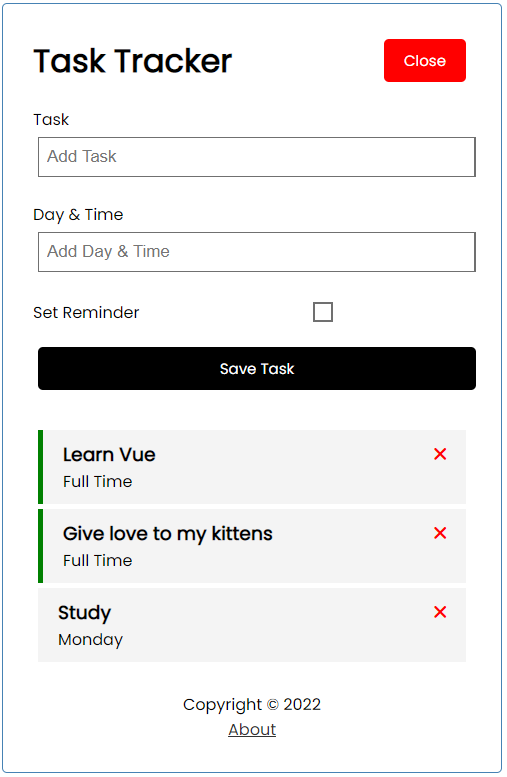 Task Tracker
Close
Task
Add Task
Day & Time
Add Day & Time
Set Reminder
Save Task
Learn Vue
Full Time
Give love to my kittens
Full Time
Study
Monday
Copyright © 2022
About